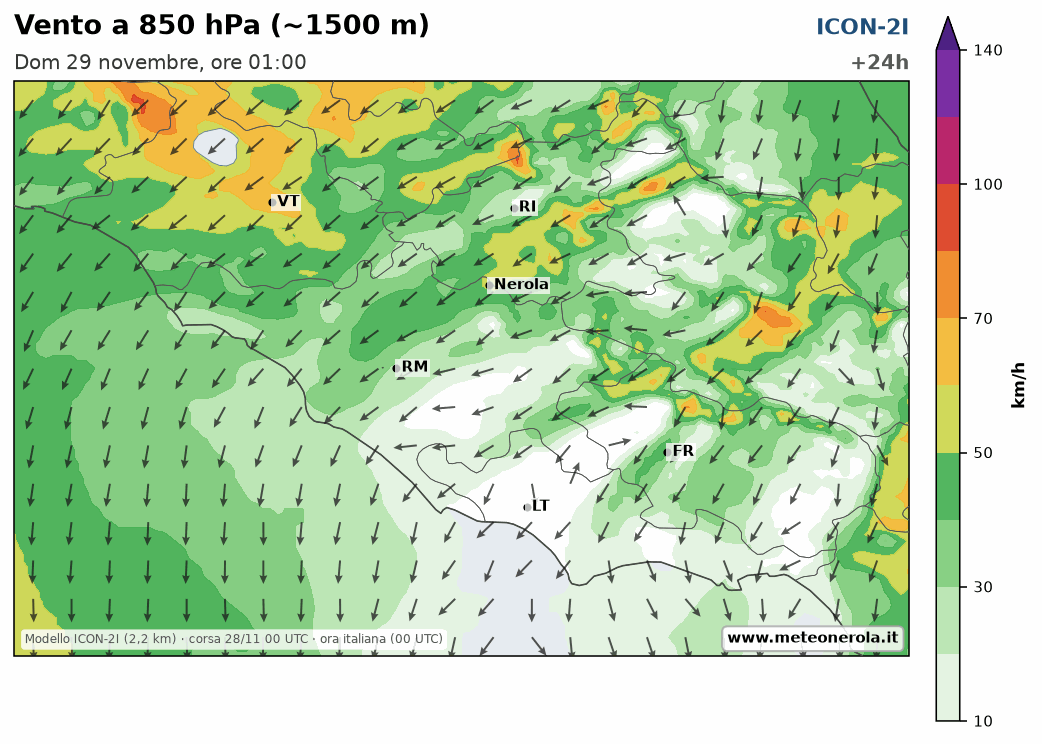 Vento a 850 hPa (~1500 m)
ICON-2I
Dom 29 novembre, ore 01:00
+24h
140
100
70
50
30
10
km/h
VT
RI
Nerola
RM
FR
LT
Modello ICON-2I (2,2 km) · corsa 28/11 00 UTC · ora italiana (00 UTC)
www.meteonerola.it